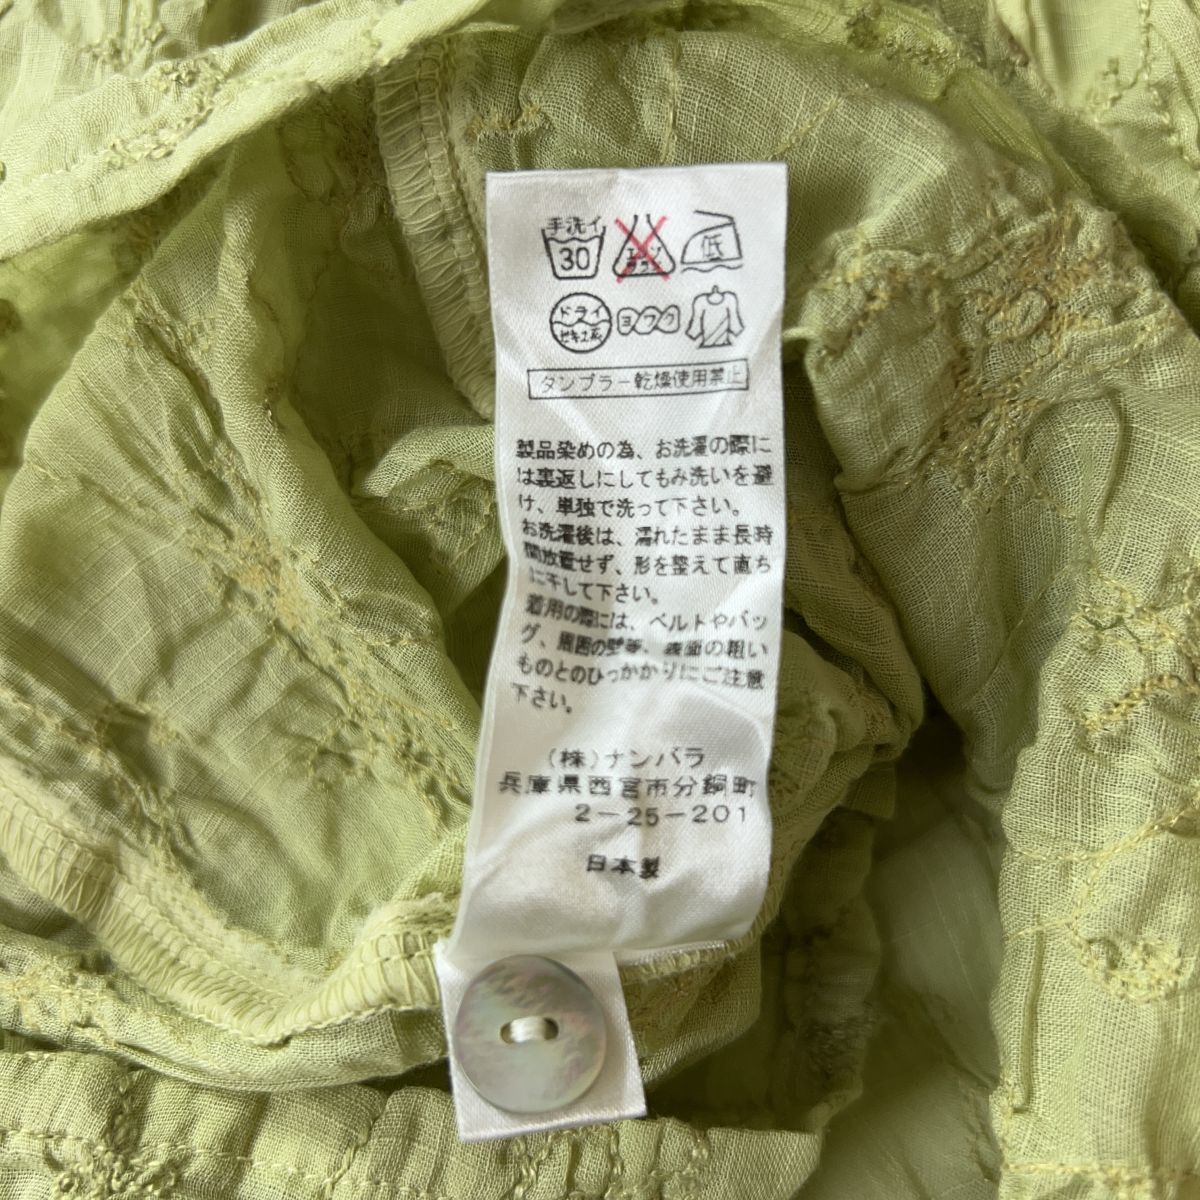 手洗イ
30
エンソ
サラシ
低
ドライ
セキユ系
ヨワク
タンブラー乾燥使用禁止
製品染めの為、お洗濯の際に
は裏返しにしてもみ洗いを避
け、単独で洗って下さい。
お洗濯後は、濡れたまま長時
間放置せず、形を整えて直ち
に干して下さい。
着用の際には、ベルトやバッ
グ、周囲の壁等、表面の粗い
ものとのひっかかりにご注意
下さい。
(株)ナンバラ
兵庫県西宮市分銅町
2-25-201
日本製